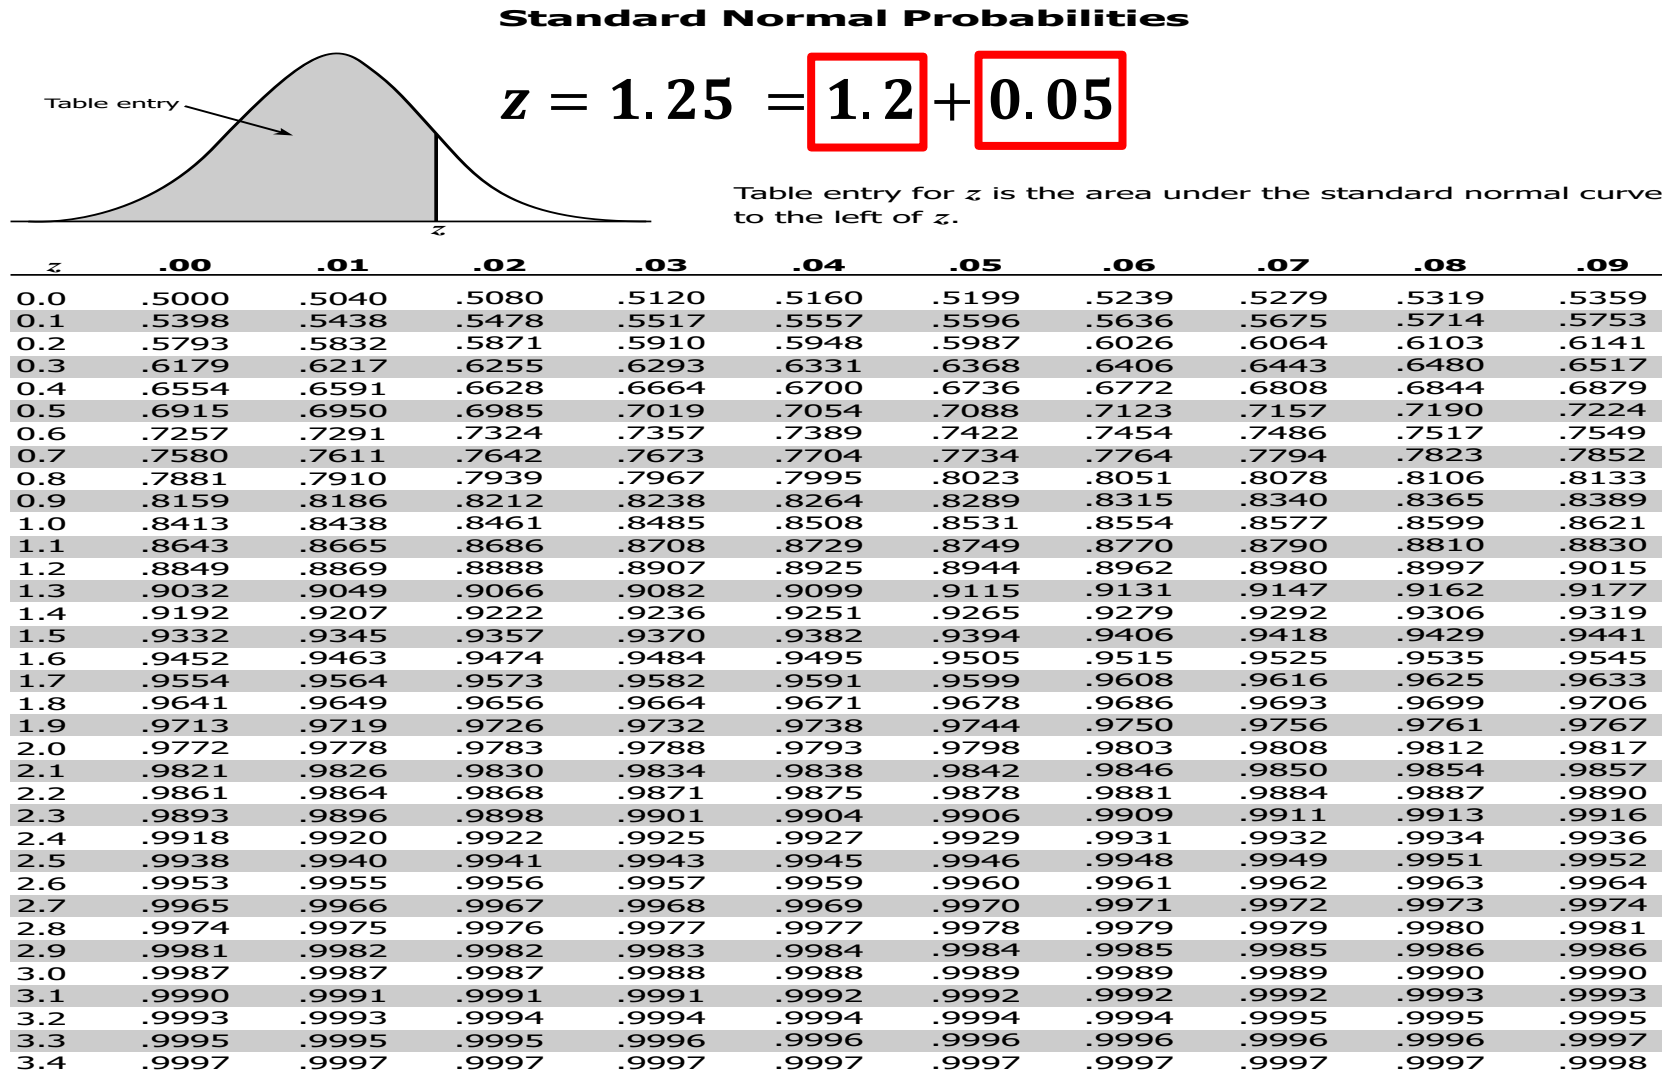 Standard Normal Probabilities
z = 1.25 = 1.2 + 0.05
Table entry
Table entry for z is the area under the standard normal curve
to the left of z.
z
z .00 .01 .02 .03 .04 .05 .06 .07 .08 .09
0.0 .5000 .5040 .5080 .5120 .5160 .5199 .5239 .5279 .5319 .5359
0.1 .5398 .5438 .5478 .5517 .5557 .5596 .5636 .5675 .5714 .5753
0.2 .5793 .5832 .5871 .5910 .5948 .5987 .6026 .6064 .6103 .6141
0.3 .6179 .6217 .6255 .6293 .6331 .6368 .6406 .6443 .6480 .6517
0.4 .6554 .6591 .6628 .6664 .6700 .6736 .6772 .6808 .6844 .6879
0.5 .6915 .6950 .6985 .7019 .7054 .7088 .7123 .7157 .7190 .7224
0.6 .7257 .7291 .7324 .7357 .7389 .7422 .7454 .7486 .7517 .7549
0.7 .7580 .7611 .7642 .7673 .7704 .7734 .7764 .7794 .7823 .7852
0.8 .7881 .7910 .7939 .7967 .7995 .8023 .8051 .8078 .8106 .8133
0.9 .8159 .8186 .8212 .8238 .8264 .8289 .8315 .8340 .8365 .8389
1.0 .8413 .8438 .8461 .8485 .8508 .8531 .8554 .8577 .8599 .8621
1.1 .8643 .8665 .8686 .8708 .8729 .8749 .8770 .8790 .8810 .8830
1.2 .8849 .8869 .8888 .8907 .8925 .8944 .8962 .8980 .8997 .9015
1.3 .9032 .9049 .9066 .9082 .9099 .9115 .9131 .9147 .9162 .9177
1.4 .9192 .9207 .9222 .9236 .9251 .9265 .9279 .9292 .9306 .9319
1.5 .9332 .9345 .9357 .9370 .9382 .9394 .9406 .9418 .9429 .9441
1.6 .9452 .9463 .9474 .9484 .9495 .9505 .9515 .9525 .9535 .9545
1.7 .9554 .9564 .9573 .9582 .9591 .9599 .9608 .9616 .9625 .9633
1.8 .9641 .9649 .9656 .9664 .9671 .9678 .9686 .9693 .9699 .9706
1.9 .9713 .9719 .9726 .9732 .9738 .9744 .9750 .9756 .9761 .9767
2.0 .9772 .9778 .9783 .9788 .9793 .9798 .9803 .9808 .9812 .9817
2.1 .9821 .9826 .9830 .9834 .9838 .9842 .9846 .9850 .9854 .9857
2.2 .9861 .9864 .9868 .9871 .9875 .9878 .9881 .9884 .9887 .9890
2.3 .9893 .9896 .9898 .9901 .9904 .9906 .9909 .9911 .9913 .9916
2.4 .9918 .9920 .9922 .9925 .9927 .9929 .9931 .9932 .9934 .9936
2.5 .9938 .9940 .9941 .9943 .9945 .9946 .9948 .9949 .9951 .9952
2.6 .9953 .9955 .9956 .9957 .9959 .9960 .9961 .9962 .9963 .9964
2.7 .9965 .9966 .9967 .9968 .9969 .9970 .9971 .9972 .9973 .9974
2.8 .9974 .9975 .9976 .9977 .9977 .9978 .9979 .9979 .9980 .9981
2.9 .9981 .9982 .9982 .9983 .9984 .9984 .9985 .9985 .9986 .9986
3.0 .9987 .9987 .9987 .9988 .9988 .9989 .9989 .9989 .9990 .9990
3.1 .9990 .9991 .9991 .9991 .9992 .9992 .9992 .9992 .9993 .9993
3.2 .9993 .9993 .9994 .9994 .9994 .9994 .9994 .9995 .9995 .9995
3.3 .9995 .9995 .9995 .9996 .9996 .9996 .9996 .9996 .9996 .9997
3.4 .9997 .9997 .9997 .9997 .9997 .9997 .9997 .9997 .9997 .9998